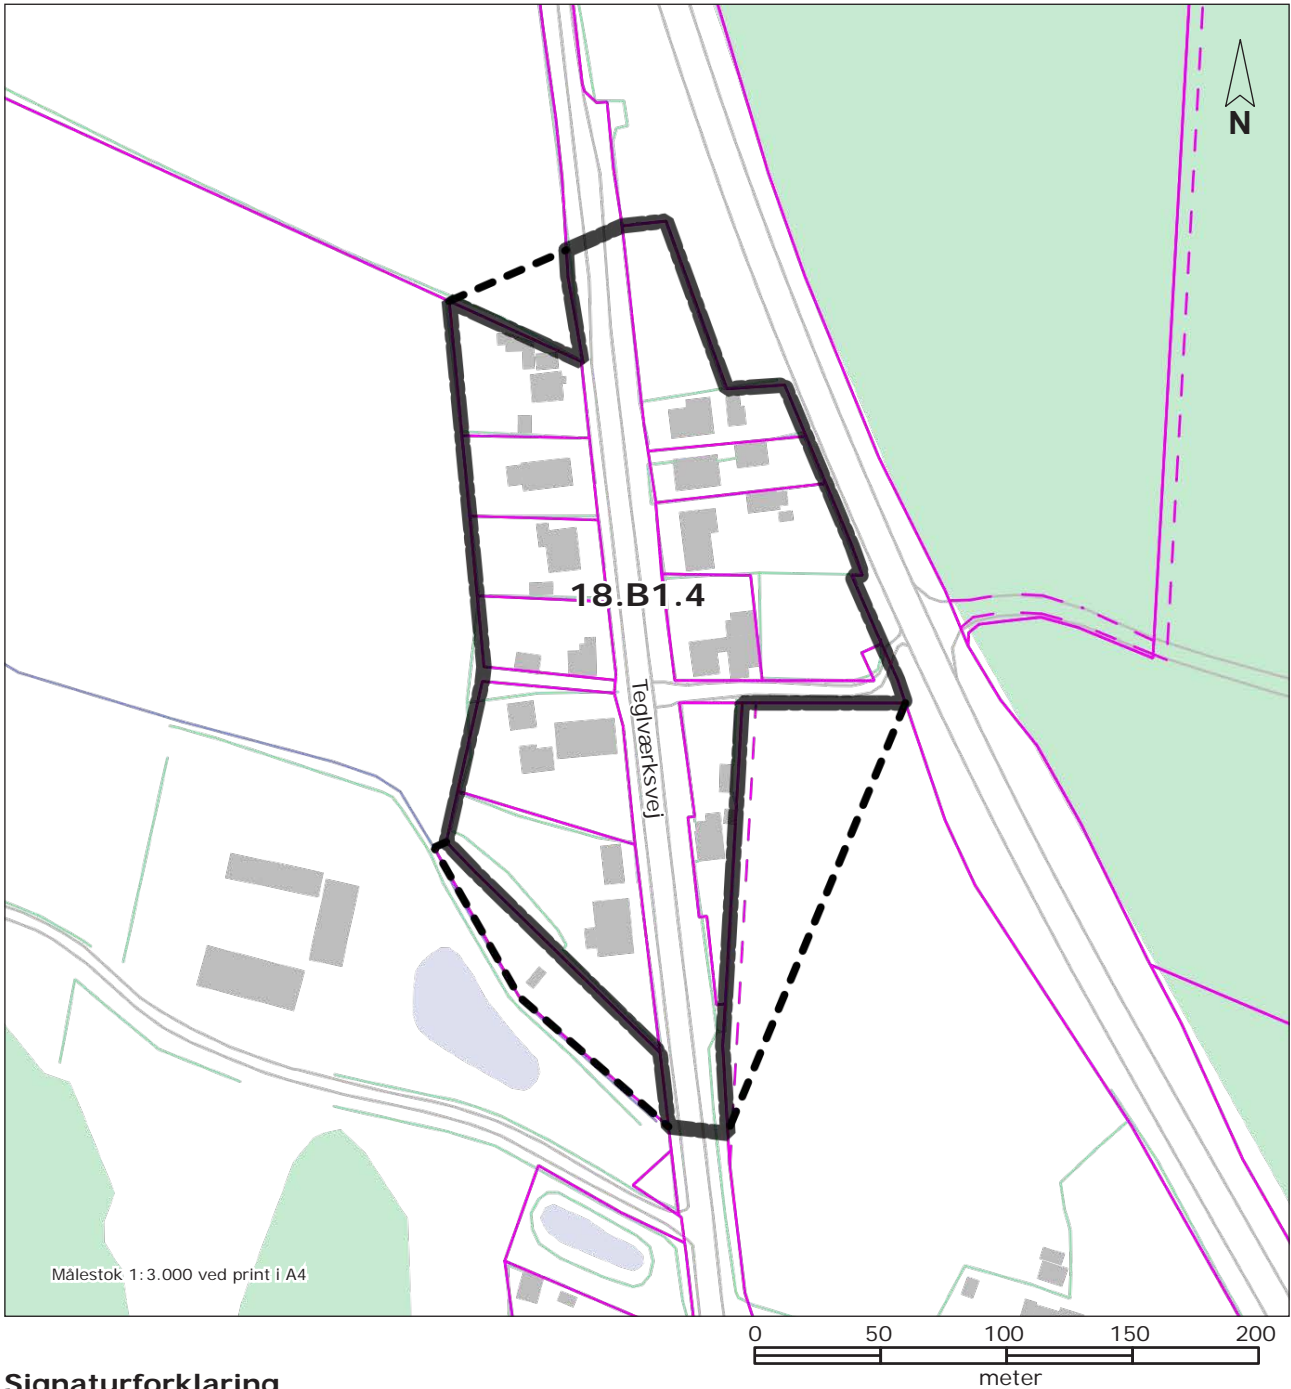 N
18.B1.4
Teglværksvej
Målestok 1:3.000 ved print i A4
0 50 100 150 200
meter
Signaturforklaring